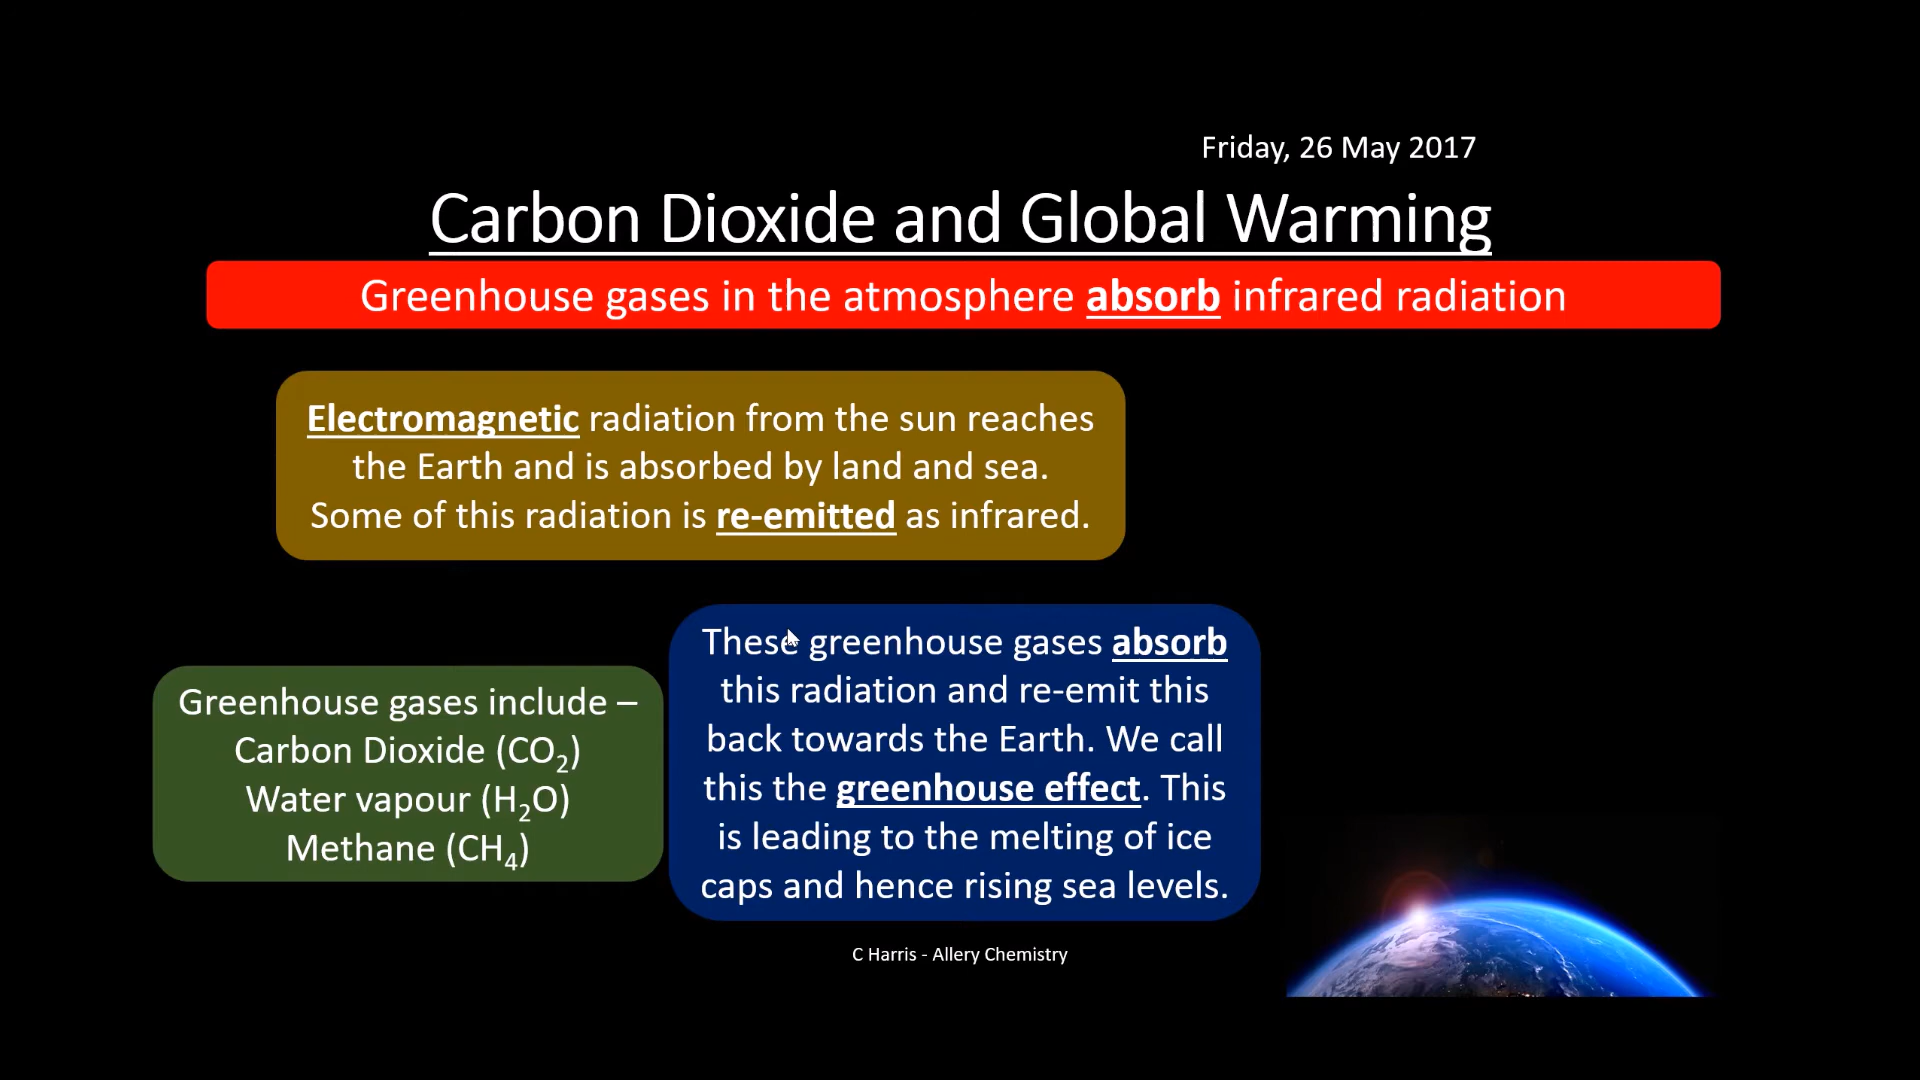 Friday, 26 May 2017
Carbon Dioxide and Global Warming
Greenhouse gases in the atmosphere absorb infrared radiation
Electromagnetic radiation from the sun reaches
the Earth and is absorbed by land and sea.
Some of this radiation is re-emitted as infrared.
Greenhouse gases include –
Carbon Dioxide (CO₂)
Water vapour (H₂O)
Methane (CH₄)
These greenhouse gases absorb
this radiation and re-emit this
back towards the Earth. We call
this the greenhouse effect. This
is leading to the melting of ice
caps and hence rising sea levels.
C Harris - Allery Chemistry